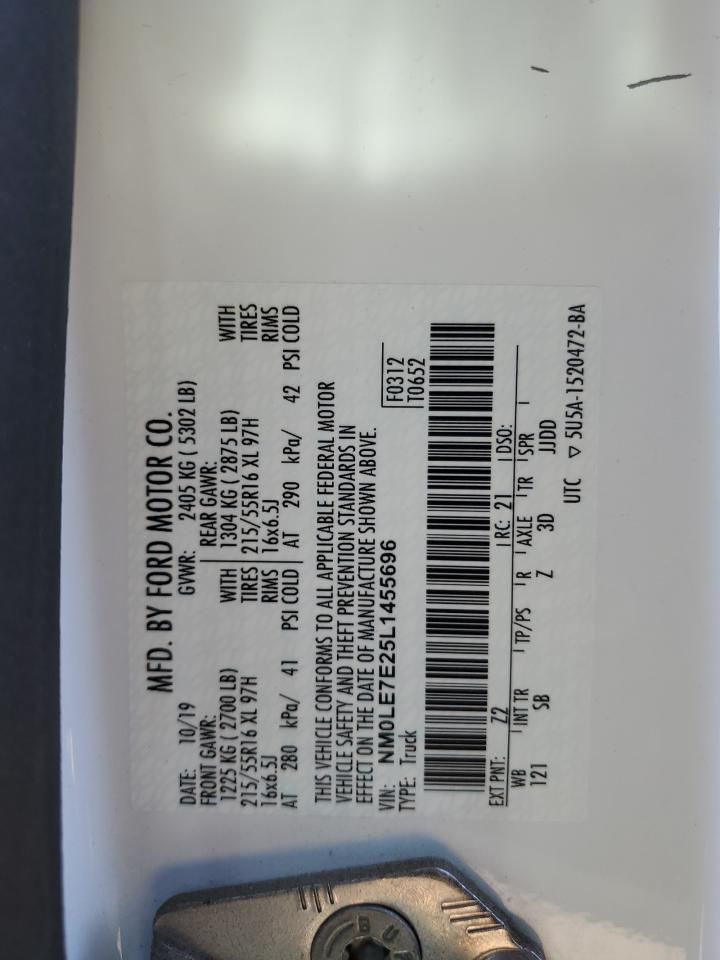 MFD. BY FORD MOTOR CO.
DATE: 10/19 GVWR: 2405 KG ( 5302 LB)
FRONT GAWR: REAR GAWR:
1225 KG ( 2700 LB) WITH 1304 KG ( 2875 LB) WITH
215/55R16 XL 97H TIRES 215/55R16 XL 97H TIRES
16x6.5J RIMS 16x6.5J RIMS
AT 280 kPa/ 41 PSI COLD AT 290 kPa/ 42 PSI COLD
THIS VEHICLE CONFORMS TO ALL APPLICABLE FEDERAL MOTOR
VEHICLE SAFETY AND THEFT PREVENTION STANDARDS IN
EFFECT ON THE DATE OF MANUFACTURE SHOWN ABOVE.
VIN: NM0LE7E25L1455696 F0312
TYPE: Truck T0652
EXT PNT: Z2 RC: 21 DSO:
WB INT TR TP/PS R AXLE TR SPR
121 SB Z 3D JJDD
UTC ▽ 5U5A-1520472-BA